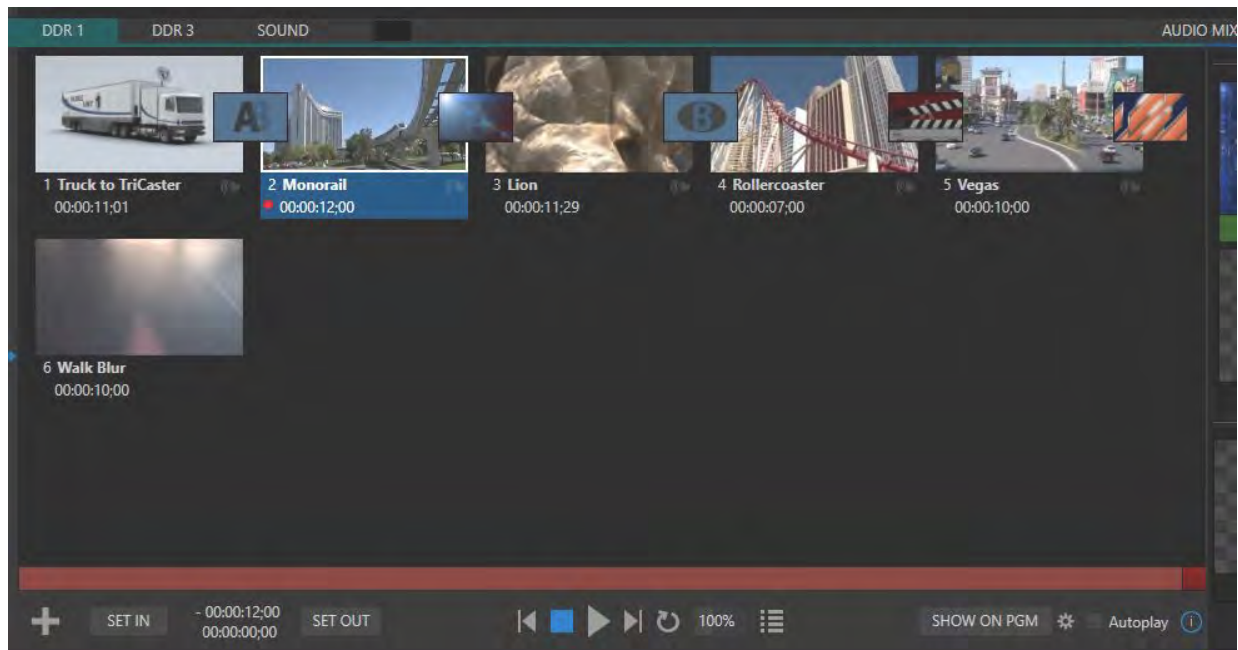 DDR 1 DDR 3 SOUND AUDIO MIX
1 Truck to TriCaster 2 Monorail 3 Lion 4 Rollercoaster 5 Vegas
00:00:11;01 00:00:12;00 00:00:11;29 00:00:07;00 00:00:10;00
6 Walk Blur
00:00:10;00
SET IN - 00:00:12;00 SET OUT 100% SHOW ON PGM Autoplay
00:00:00;00